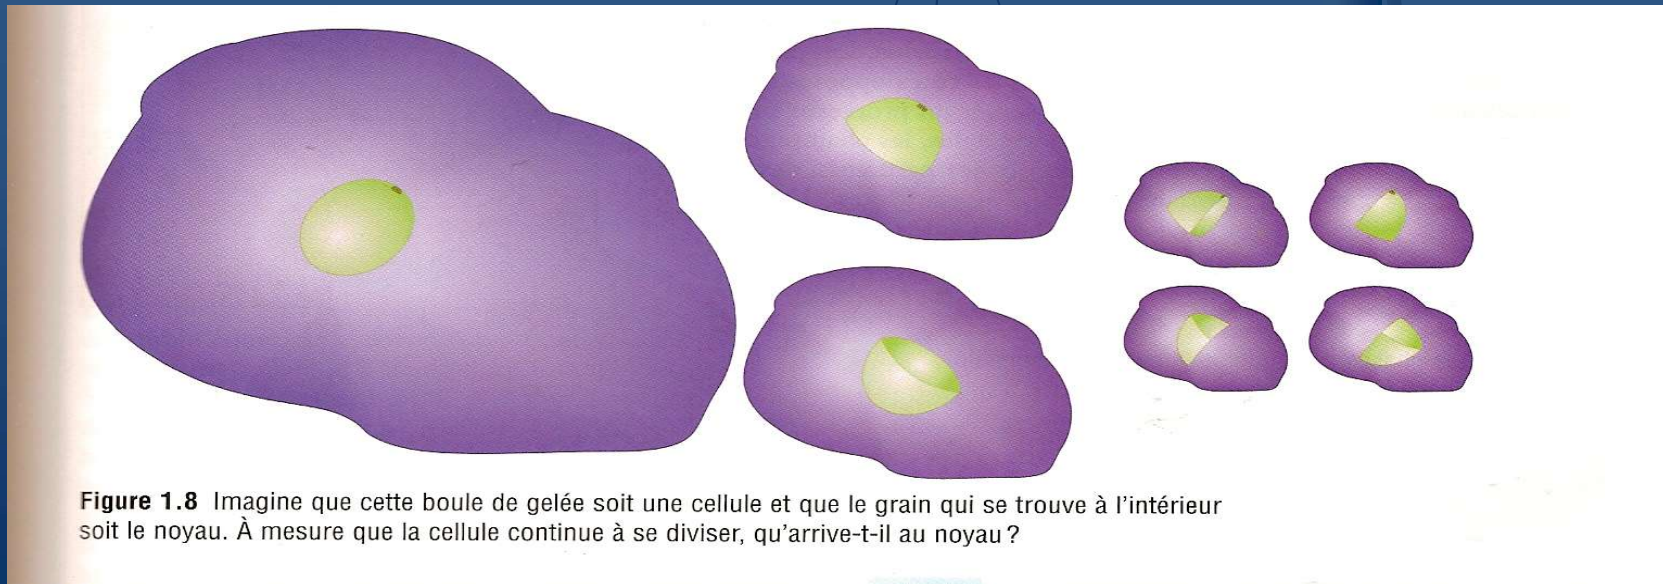 Figure 1.8 Imagine que cette boule de gelée soit une cellule et que le grain qui se trouve à l'intérieur
soit le noyau. À mesure que la cellule continue à se diviser, qu'arrive-t-il au noyau ?